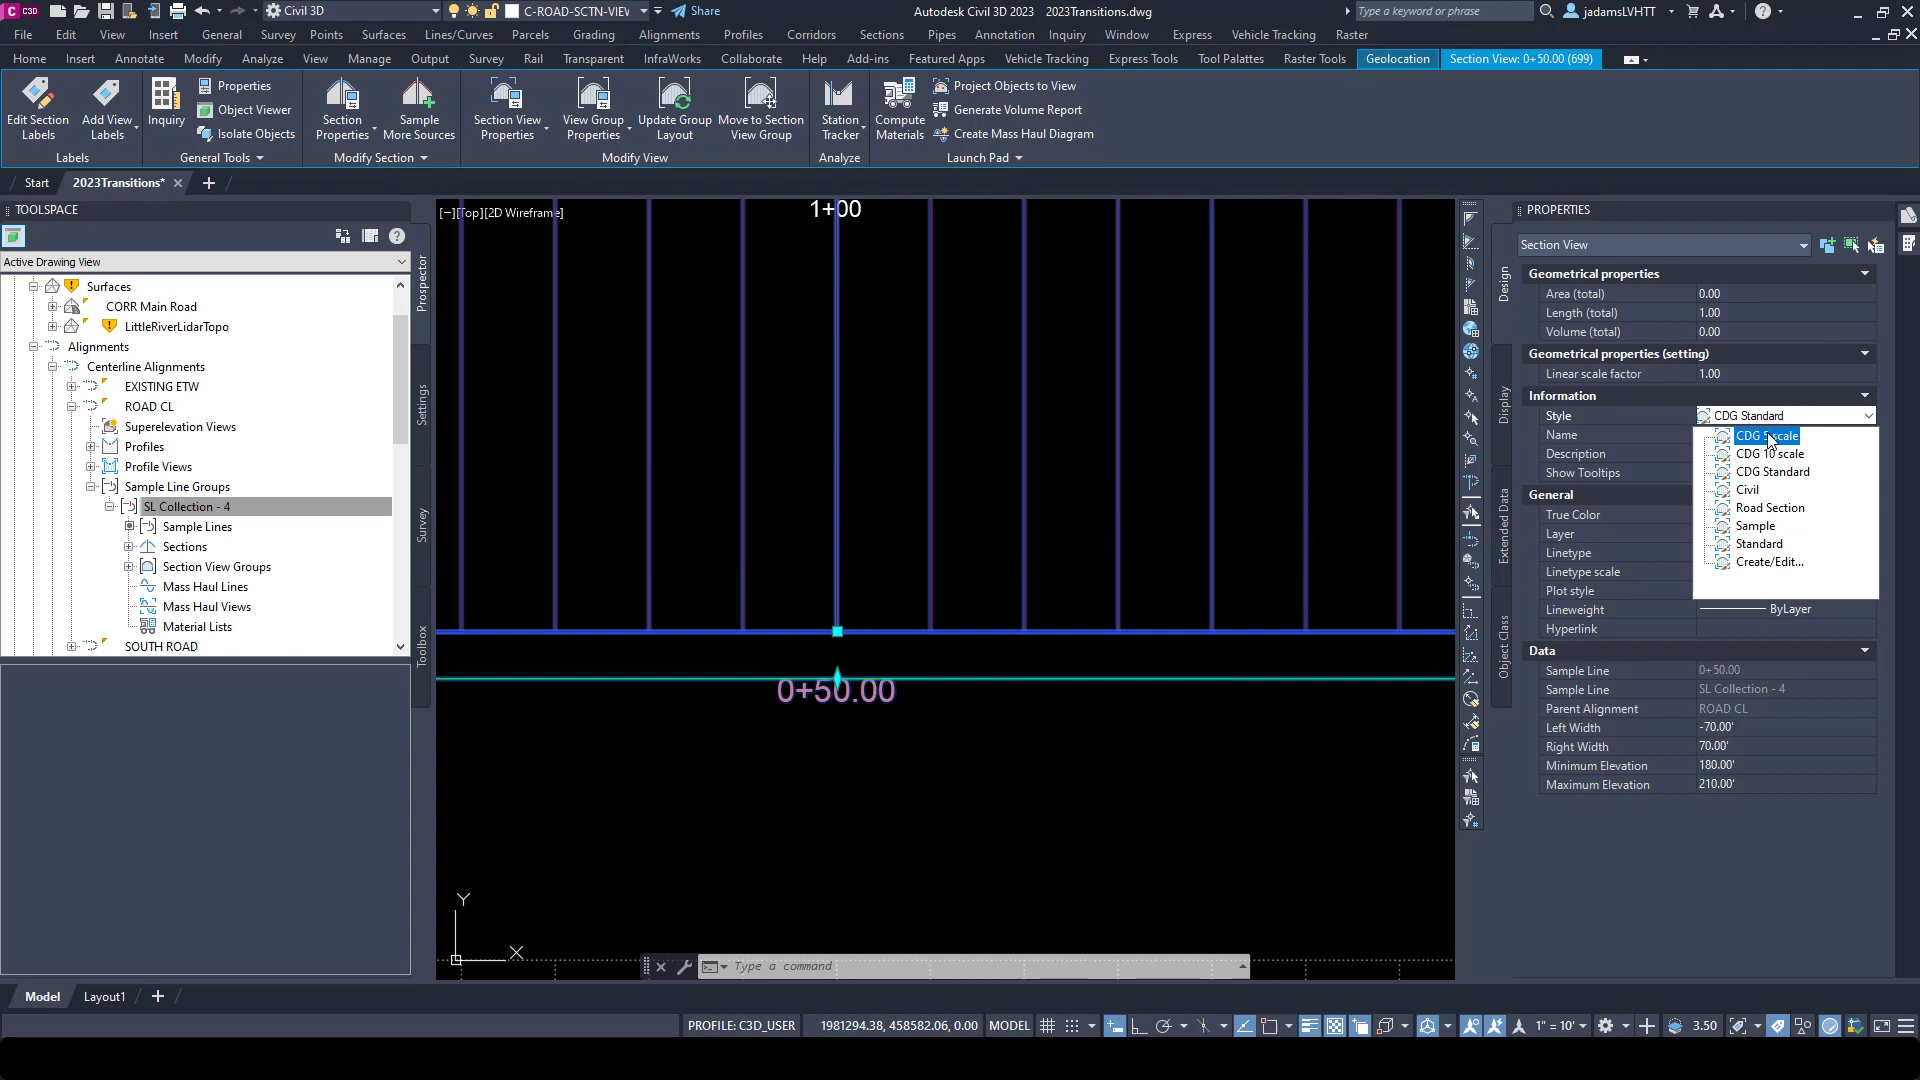 C3D Civil 3D C-ROAD-SCTN-VIEW Share Autodesk Civil 3D 2023 2023Transitions.dwg Type a keyword or phrase jadamsLVHTT
File Edit View Insert General Survey Points Surfaces Lines/Curves Parcels Grading Alignments Profiles Corridors Sections Pipes Annotation Inquiry Window Express Vehicle Tracking Raster
Home Insert Annotate Modify Analyze View Manage Output Survey Rail Transparent InfraWorks Collaborate Help Add-ins Featured Apps Vehicle Tracking Express Tools Tool Palettes Raster Tools Geolocation Section View: 0+50.00 (699)
Edit Section Labels
Add View Labels
Labels
Inquiry
Properties
Object Viewer
Isolate Objects
General Tools
Section Properties
Sample More Sources
Modify Section
Section View Properties
View Group Properties
Update Group Layout
Move to Section View Group
Modify View
Station Tracker
Analyze
Compute Materials
Project Objects to View
Generate Volume Report
Create Mass Haul Diagram
Launch Pad
Start 2023Transitions*
TOOLSPACE
Active Drawing View
Surfaces
CORR Main Road
LittleRiverLidarTopo
Alignments
Centerline Alignments
EXISTING ETW
ROAD CL
Superelevation Views
Profiles
Profile Views
Sample Line Groups
SL Collection - 4
Sample Lines
Sections
Section View Groups
Mass Haul Lines
Mass Haul Views
Material Lists
SOUTH ROAD
Prospector
Settings
Survey
Toolbox
[−][Top][2D Wireframe]
1+00
0+50.00
Y
X
Type a command
PROPERTIES
Section View
Design
Display
Extended Data
Object Class
Geometrical properties
Area (total) 0.00
Length (total) 1.00
Volume (total) 0.00
Geometrical properties (setting)
Linear scale factor 1.00
Information
Style CDG Standard
Name
Description
Show Tooltips
CDG scale
CDG 10 scale
CDG Standard
Civil
Road Section
Sample
Standard
Create/Edit...
General
True Color
Layer
Linetype
Linetype scale
Plot style
Lineweight ByLayer
Hyperlink
Data
Sample Line 0+50.00
Sample Line SL Collection - 4
Parent Alignment ROAD CL
Left Width -70.00'
Right Width 70.00'
Minimum Elevation 180.00'
Maximum Elevation 210.00'
Model Layout1
PROFILE: C3D_USER 1981294.38, 458582.06, 0.00 MODEL 1" = 10' 3.50